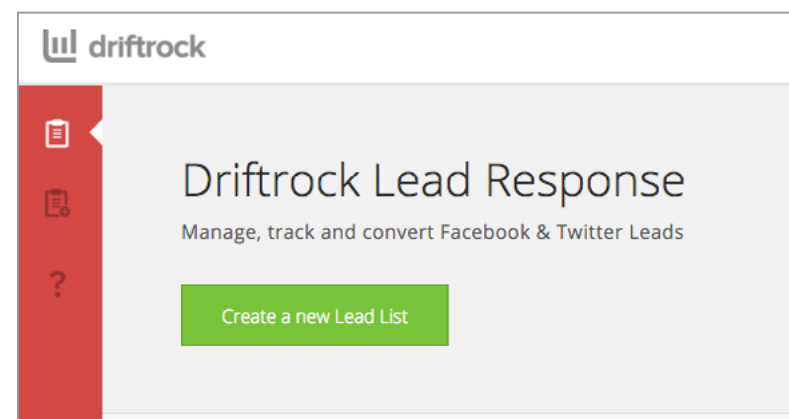 driftrock
Driftrock Lead Response
Manage, track and convert Facebook & Twitter Leads
?
Create a new Lead List